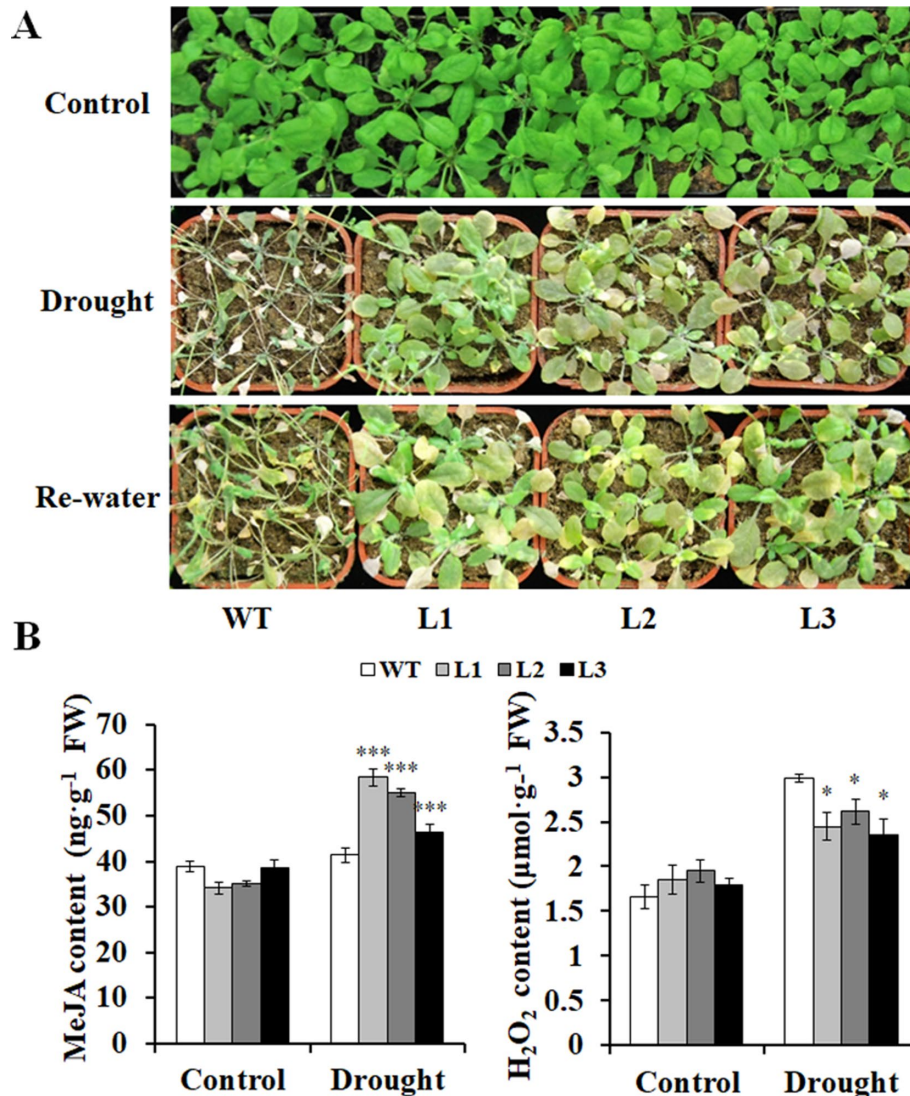 A
Control
Drought
Re-water
WT L1 L2 L3
B
WT L1 L2 L3
MeJA content (ng·g⁻¹ FW)
70
60
50
40
30
20
10
0
***
***
***
Control Drought
H₂O₂ content (μmol·g-¹ FW)
3.5
3
2.5
2
1.5
1
0.5
0
*
*
*
Control Drought